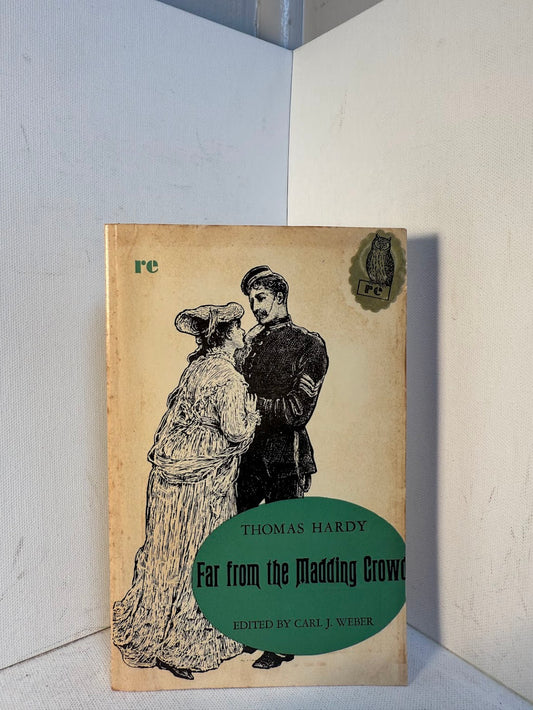 re
re
THOMAS HARDY
Far from the Madding Crowd
EDITED BY CARL J. WEBER